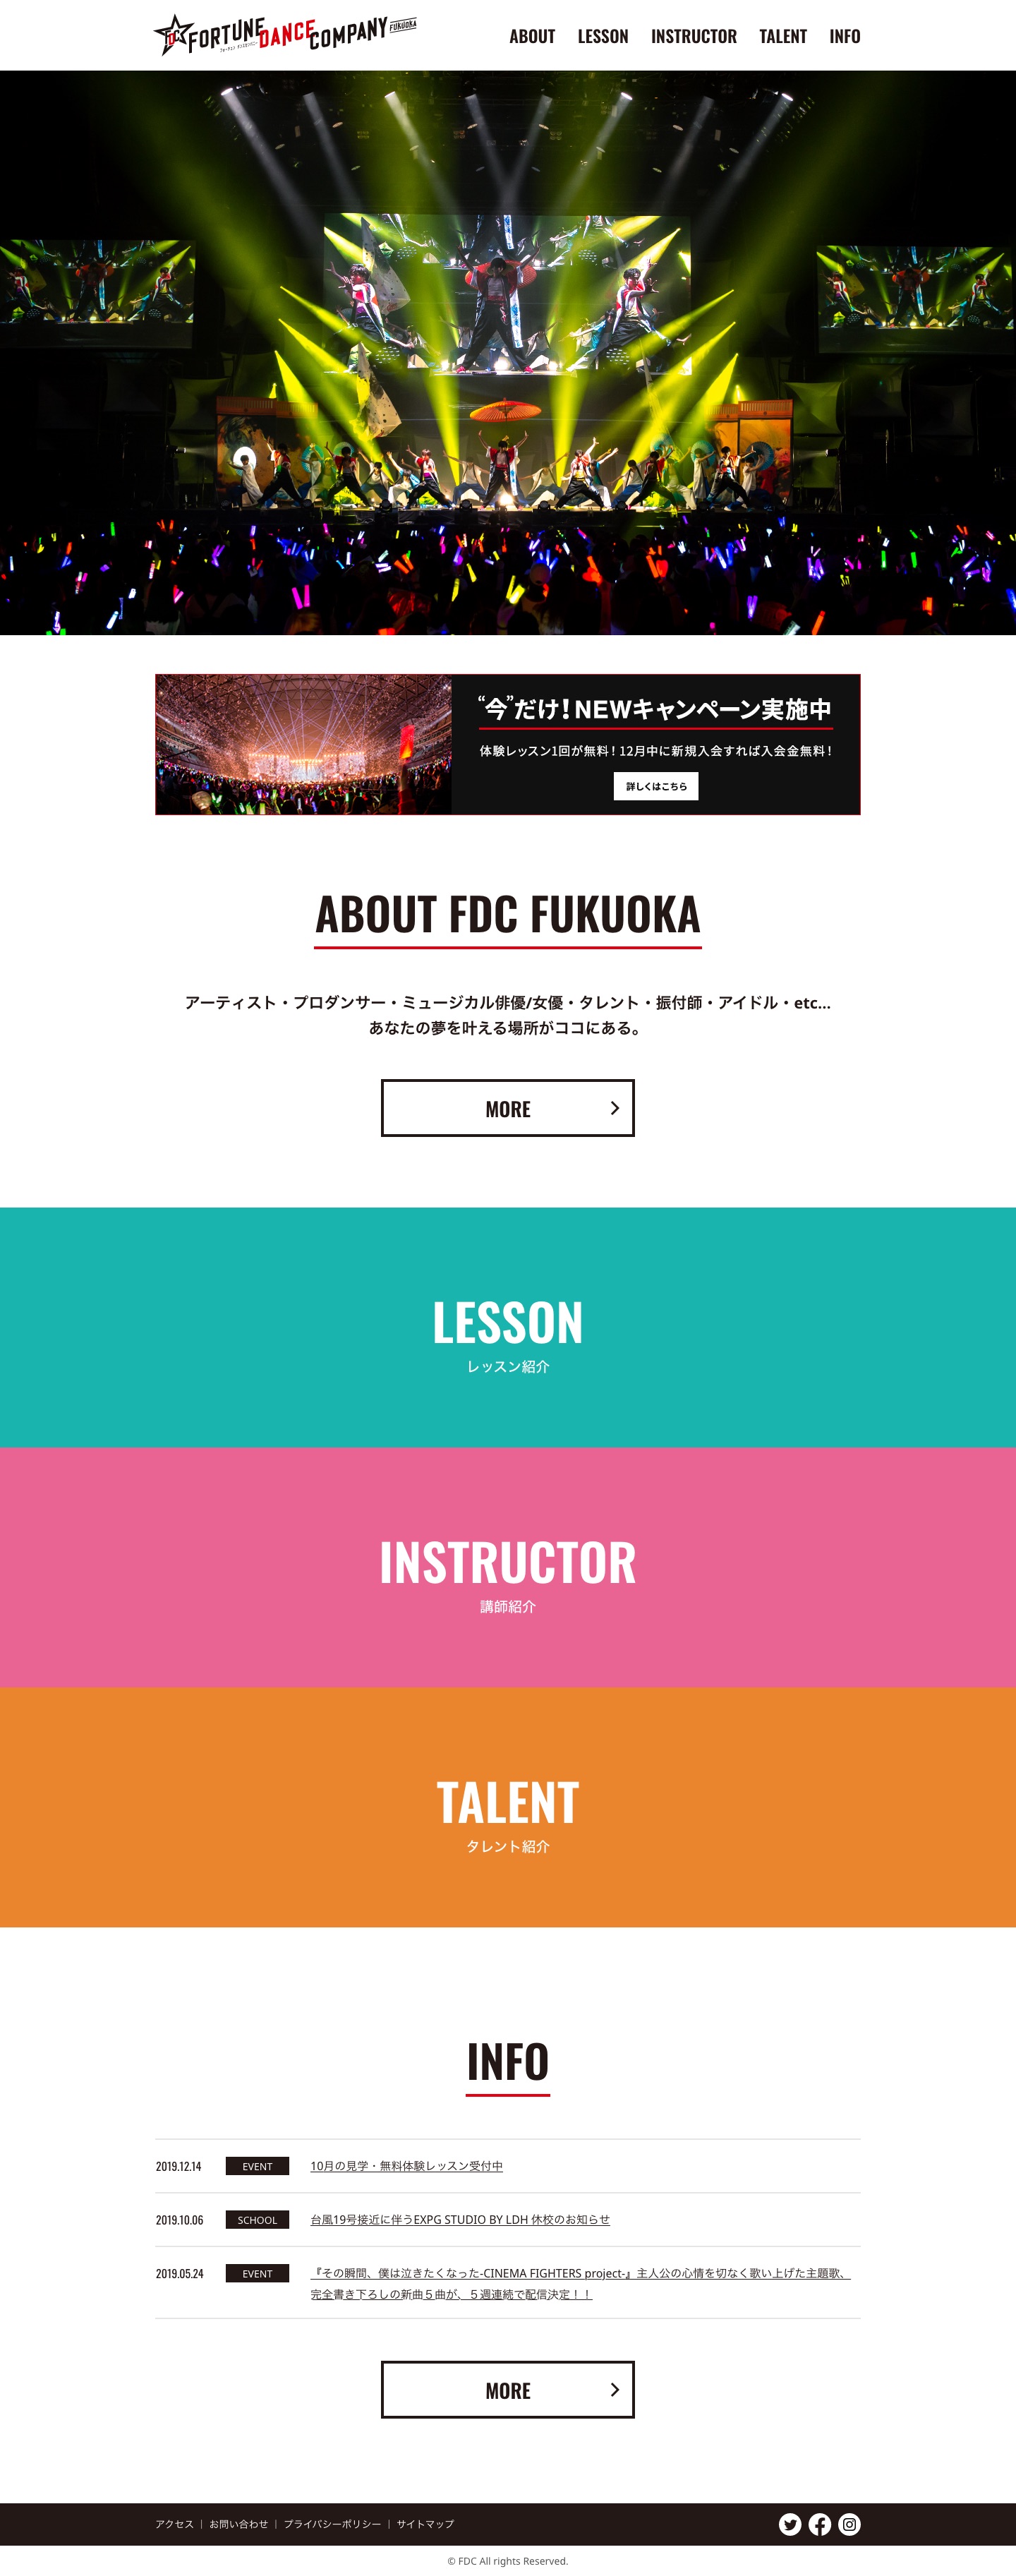 FORTUNE DANCE COMPANY FUKUOKA
ABOUT LESSON INSTRUCTOR TALENT INFO
“今”だけ！NEWキャンペーン実施中
体験レッスン1回が無料！12月中に新規入会すれば入会金無料！
詳しくはこちら
ABOUT FDC FUKUOKA
アーティスト・プロダンサー・ミュージカル俳優/女優・タレント・振付師・アイドル・etc...
あなたの夢を叶える場所がココにある。
MORE
LESSON
レッスン紹介
INSTRUCTOR
講師紹介
TALENT
タレント紹介
INFO
2019.12.14 EVENT 10月の見学・無料体験レッスン受付中
2019.10.06 SCHOOL 台風19号接近に伴うEXPG STUDIO BY LDH 休校のお知らせ
2019.05.24 EVENT 『その瞬間、僕は泣きたくなった-CINEMA FIGHTERS project-』主人公の心情を切なく歌い上げた主題歌、
完全書き下ろしの新曲５曲が、５週連続で配信決定！！
MORE
アクセス | お問い合わせ | プライバシーポリシー | サイトマップ
© FDC All rights Reserved.